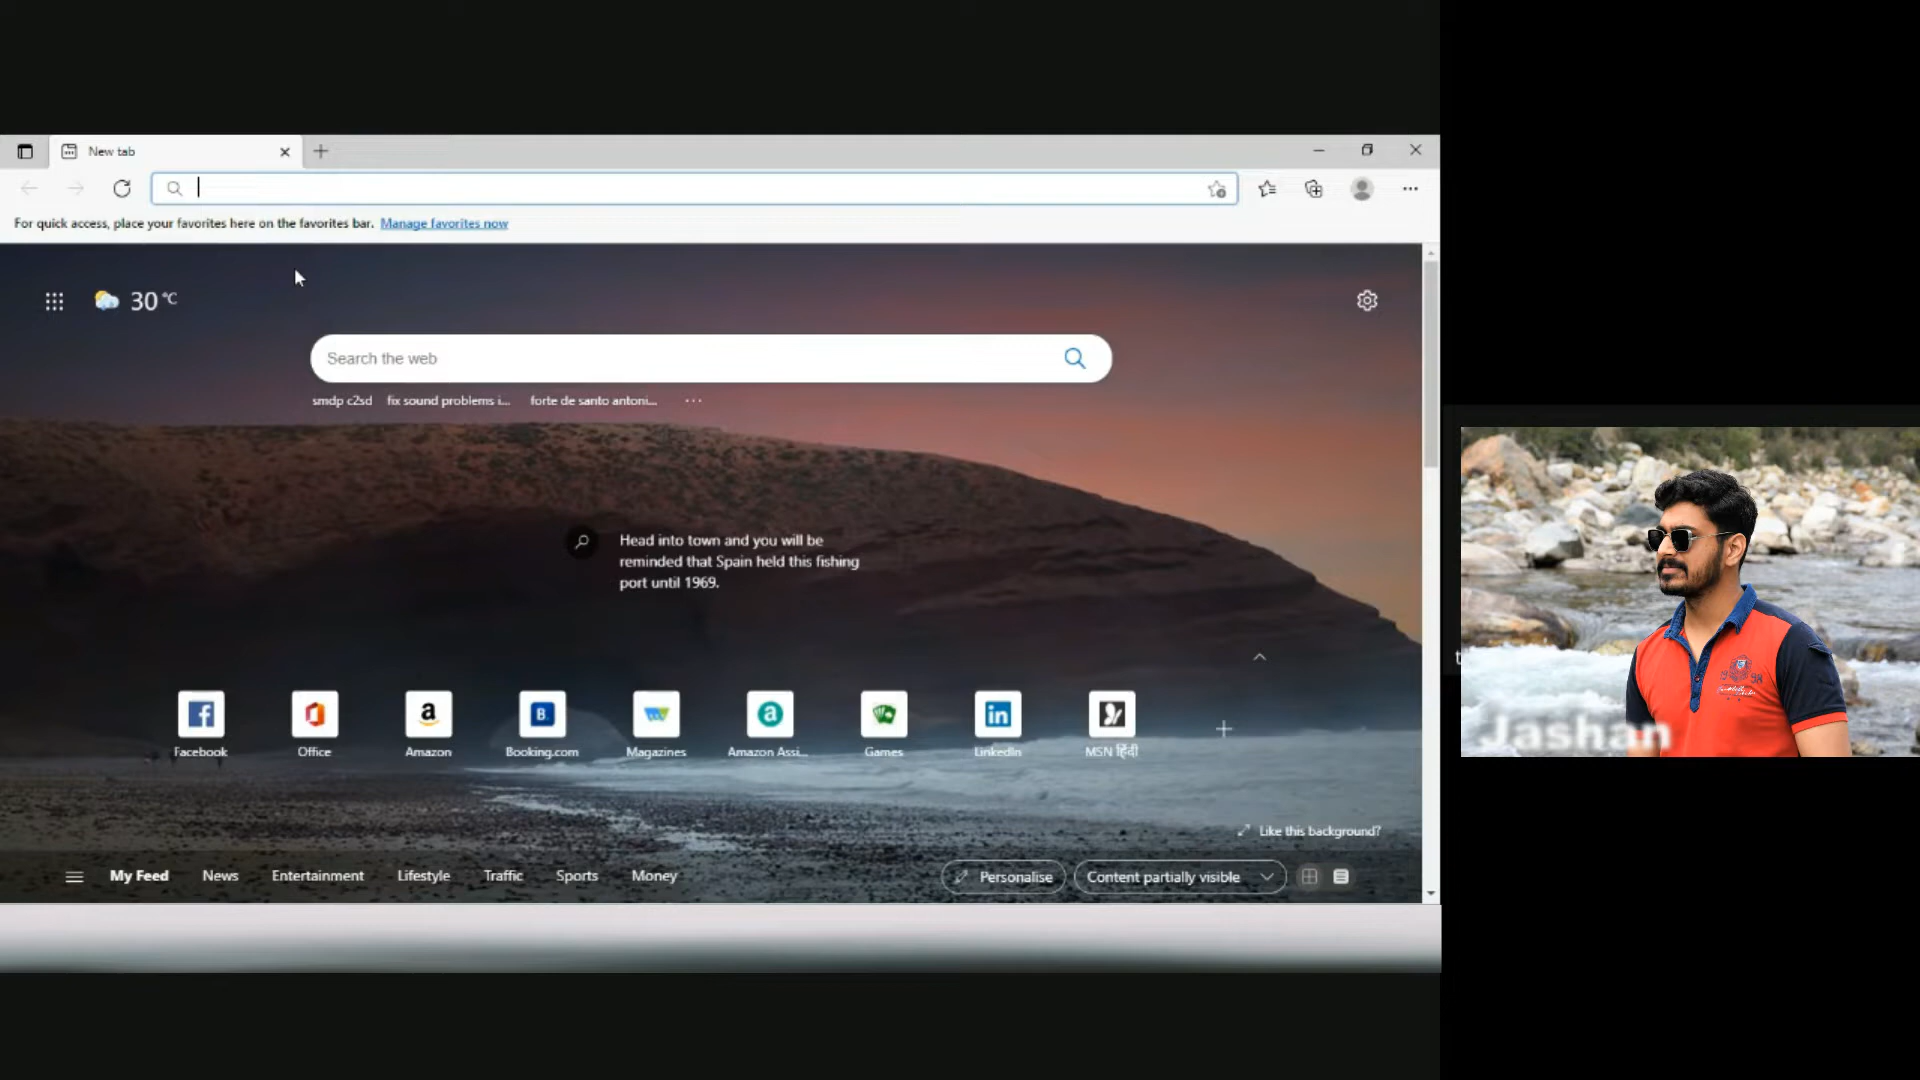 New tab
For quick access, place your favorites here on the favorites bar. Manage favorites now
30 °C
Search the web
smdp c2sd fix sound problems i... forte de santo antoni... ...
Head into town and you will be
reminded that Spain held this fishing
port until 1969.
Facebook Office Amazon Booking.com Magazines Amazon Assi... Games LinkedIn MSN हिंदी
Like this background?
My Feed News Entertainment Lifestyle Traffic Sports Money Personalise Content partially visible
Jashan